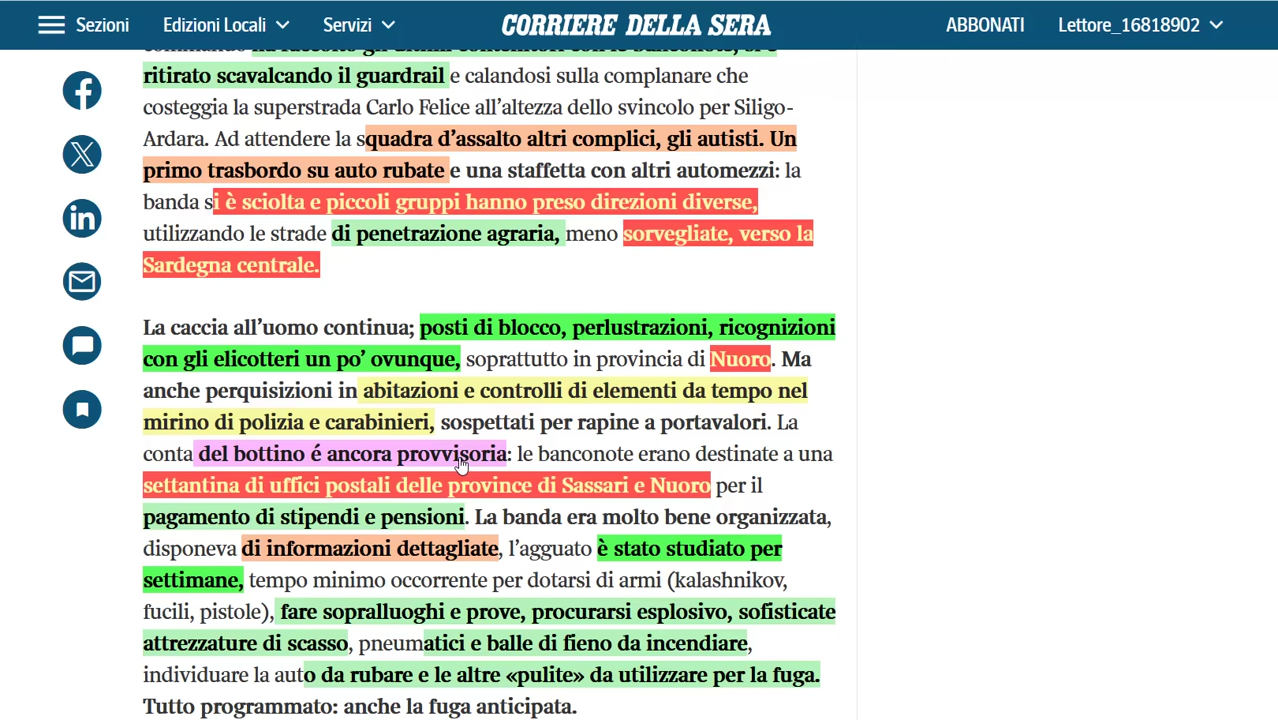 Sezioni Edizioni Locali Servizi CORRIERE DELLA SERA ABBONATI Lettore_16818902
ritirato scavalcando il guardrail e calandosi sulla complanare che
costeggia la superstrada Carlo Felice all’altezza dello svincolo per Siligo-
Ardara. Ad attendere la squadra d’assalto altri complici, gli autisti. Un
primo trasbordo su auto rubate e una staffetta con altri automezzi: la
banda si è sciolta e piccoli gruppi hanno preso direzioni diverse,
utilizzando le strade di penetrazione agraria, meno sorvegliate, verso la
Sardegna centrale.
La caccia all’uomo continua; posti di blocco, perlustrazioni, ricognizioni
con gli elicotteri un po’ ovunque, soprattutto in provincia di Nuoro. Ma
anche perquisizioni in abitazioni e controlli di elementi da tempo nel
mirino di polizia e carabinieri, sospettati per rapine a portavalori. La
conta del bottino é ancora provvisoria: le banconote erano destinate a una
settantina di uffici postali delle province di Sassari e Nuoro per il
pagamento di stipendi e pensioni. La banda era molto bene organizzata,
disponeva di informazioni dettagliate, l’agguato è stato studiato per
settimane, tempo minimo occorrente per dotarsi di armi (kalashnikov,
fucili, pistole), fare sopralluoghi e prove, procurarsi esplosivo, sofisticate
attrezzature di scasso, pneumatici e balle di fieno da incendiare,
individuare la auto da rubare e le altre «pulite» da utilizzare per la fuga.
Tutto programmato: anche la fuga anticipata.